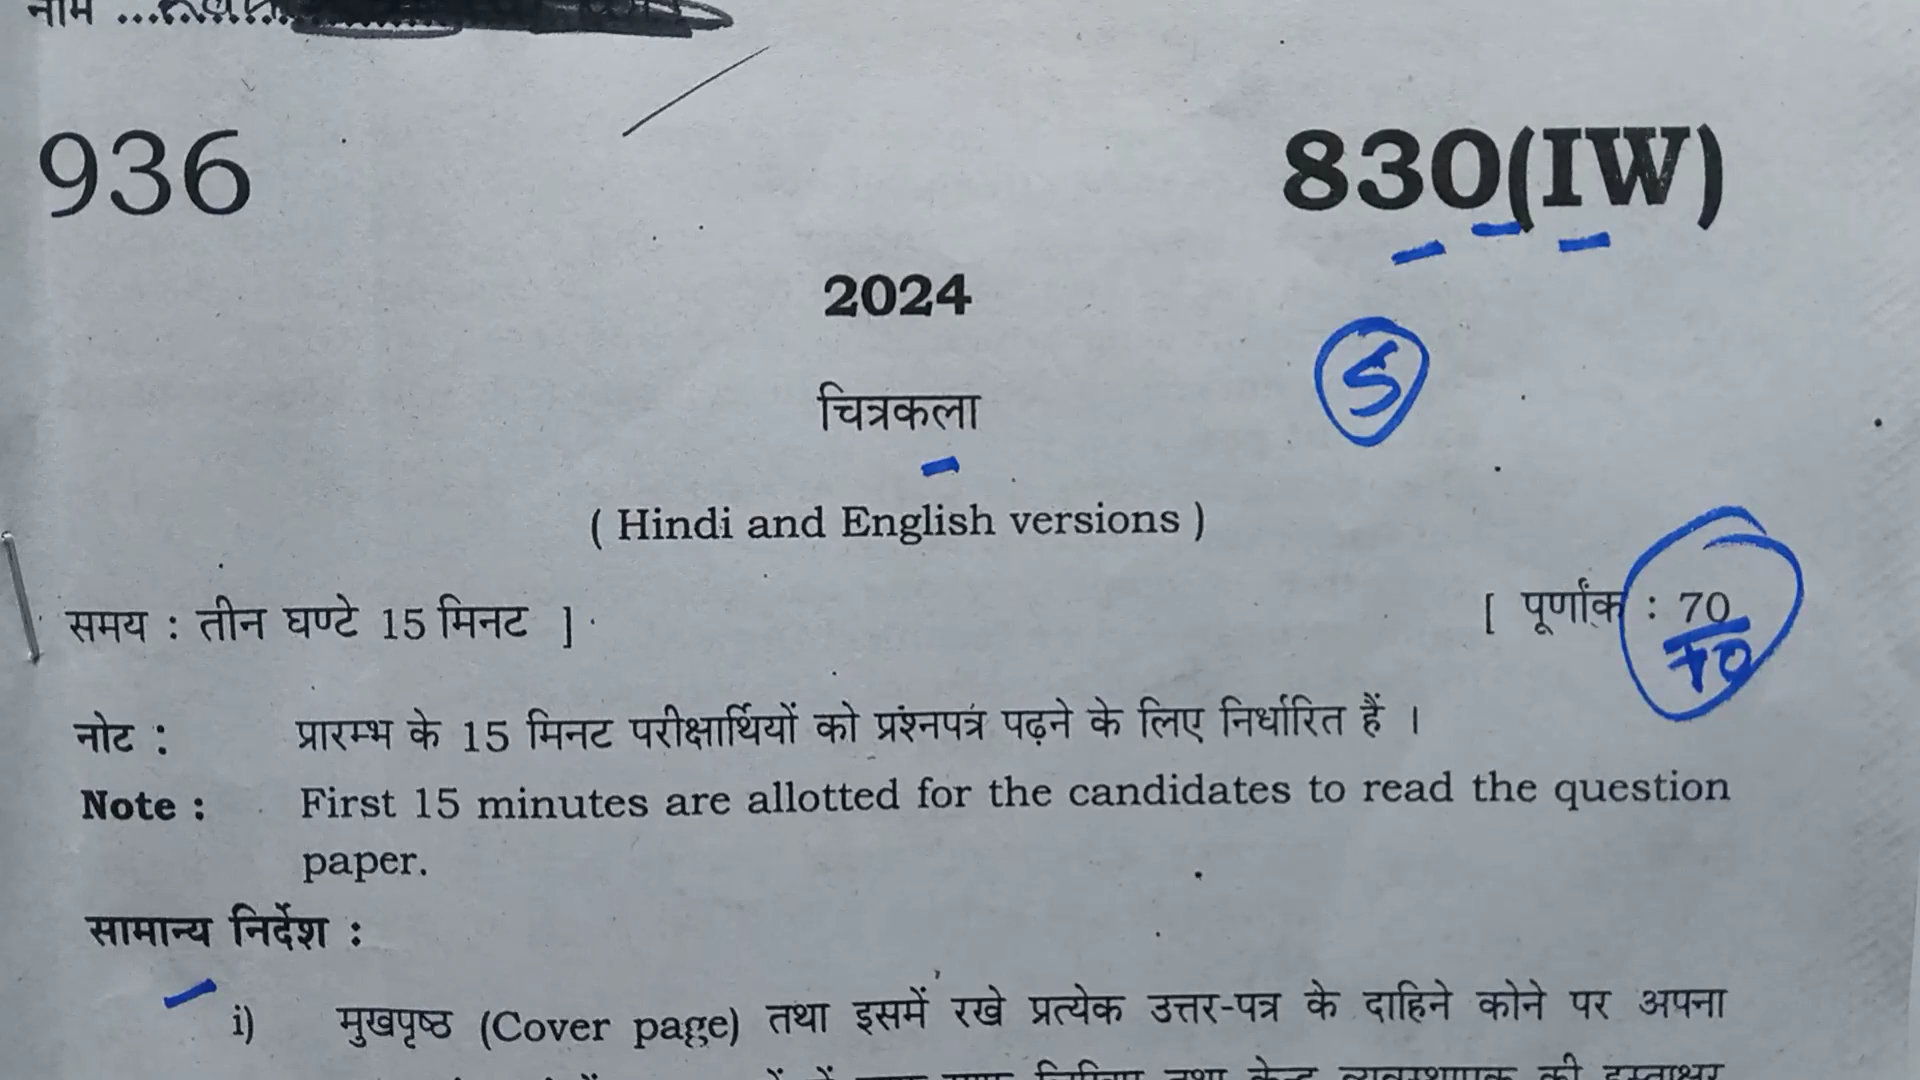 नाम ...
936 830(IW)
2024
5
चित्रकला
( Hindi and English versions )
समय : तीन घण्टे 15 मिनट ] [ पूर्णांक : 70
70
नोट : प्रारम्भ के 15 मिनट परीक्षार्थियों को प्रश्नपत्र पढ़ने के लिए निर्धारित हैं ।
Note : First 15 minutes are allotted for the candidates to read the question
paper.
सामान्य निर्देश :
i) मुखपृष्ठ (Cover page) तथा इसमें रखे प्रत्येक उत्तर-पत्र के दाहिने कोने पर अपना